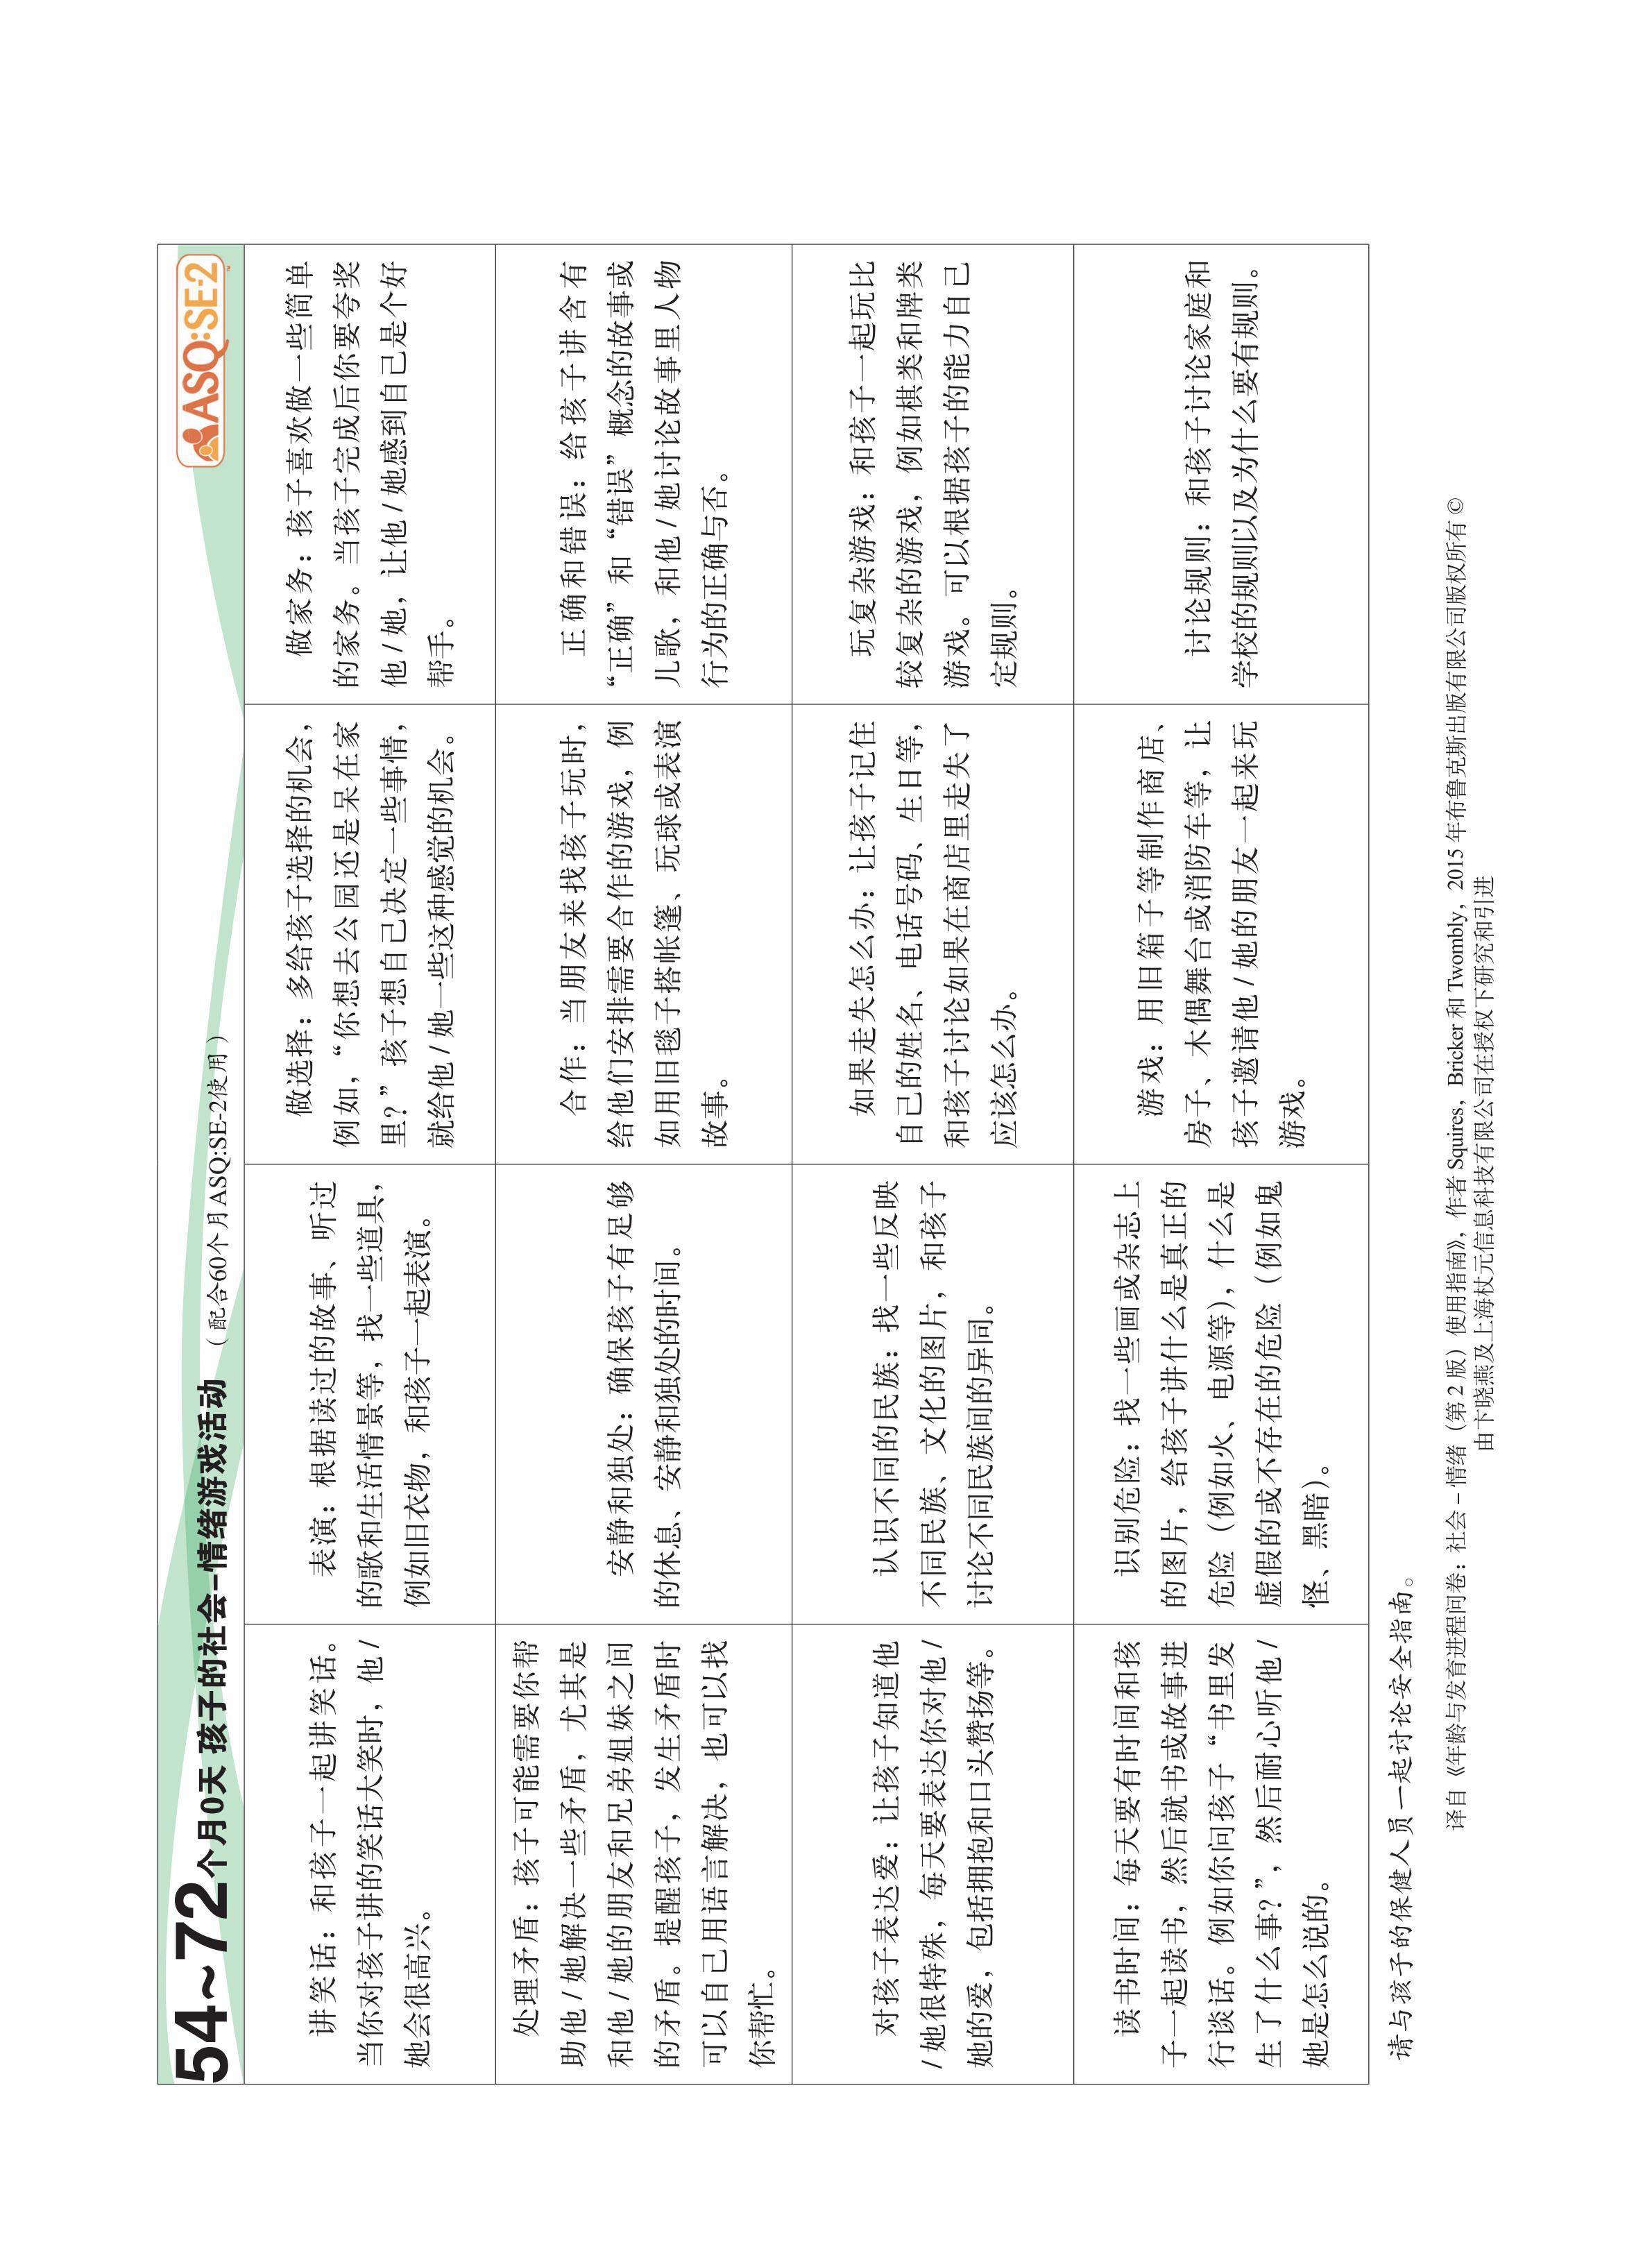 54~72个月0天 孩子的社会-情绪游戏活动 （配合60个月ASQ:SE-2使用）
ASQ:SE-2™
讲笑话：和孩子一起讲笑话。
当你对孩子讲的笑话大笑时，他/
她会很高兴。
表演：根据读过的故事、听过
的歌和生活情景等，找一些道具，
例如旧衣物，和孩子一起表演。
做选择：多给孩子选择的机会，
例如，“你想去公园还是呆在家
里？”孩子想自己决定一些事情，
就给他/她一些这种感觉的机会。
做家务：孩子喜欢做一些简单
的家务。当孩子完成后你要夸奖
他/她，让他/她感到自己是个好
帮手。
处理矛盾：孩子可能需要你帮
助他/她解决一些矛盾，尤其是
和他/她的朋友和兄弟姐妹之间
的矛盾。提醒孩子，发生矛盾时
可以自己用语言解决，也可以找
你帮忙。
安静和独处：确保孩子有足够
的休息、安静和独处的时间。
合作：当朋友来找孩子玩时，
给他们安排需要合作的游戏，例
如用旧毯子搭帐篷、玩球或表演
故事。
正确和错误：给孩子讲含有
“正确”和“错误”概念的故事或
儿歌，和他/她讨论故事里人物
行为的正确与否。
对孩子表达爱：让孩子知道他
/她很特殊，每天要表达你对他/
她的爱，包括拥抱和口头赞扬等。
认识不同的民族：找一些反映
不同民族、文化的图片，和孩子
讨论不同民族间的异同。
如果走失怎么办：让孩子记住
自己的姓名、电话号码、生日等，
和孩子讨论如果在商店里走失了
应该怎么办。
玩复杂游戏：和孩子一起玩比
较复杂的游戏，例如棋类和牌类
游戏。可以根据孩子的能力自己
定规则。
读书时间：每天要有时间和孩
子一起读书，然后就书或故事进
行谈话。例如你问孩子“书里发
生了什么事？”，然后耐心听他/
她是怎么说的。
识别危险：找一些画或杂志上
的图片，给孩子讲什么是真正的
危险（例如火、电源等），什么是
虚假的或不存在的危险（例如鬼
怪、黑暗）。
游戏：用旧箱子等制作商店、
房子、木偶舞台或消防车等，让
孩子邀请他/她的朋友一起来玩
游戏。
讨论规则：和孩子讨论家庭和
学校的规则以及为什么要有规则。
请与孩子的保健人员一起讨论安全指南。
译自《年龄与发育进程问卷：社会–情绪（第2版）使用指南》，作者Squires，Bricker和Twombly，2015年布鲁克斯出版有限公司版权所有©
由卞晓燕及上海杖元信息科技有限公司在授权下研究和引进